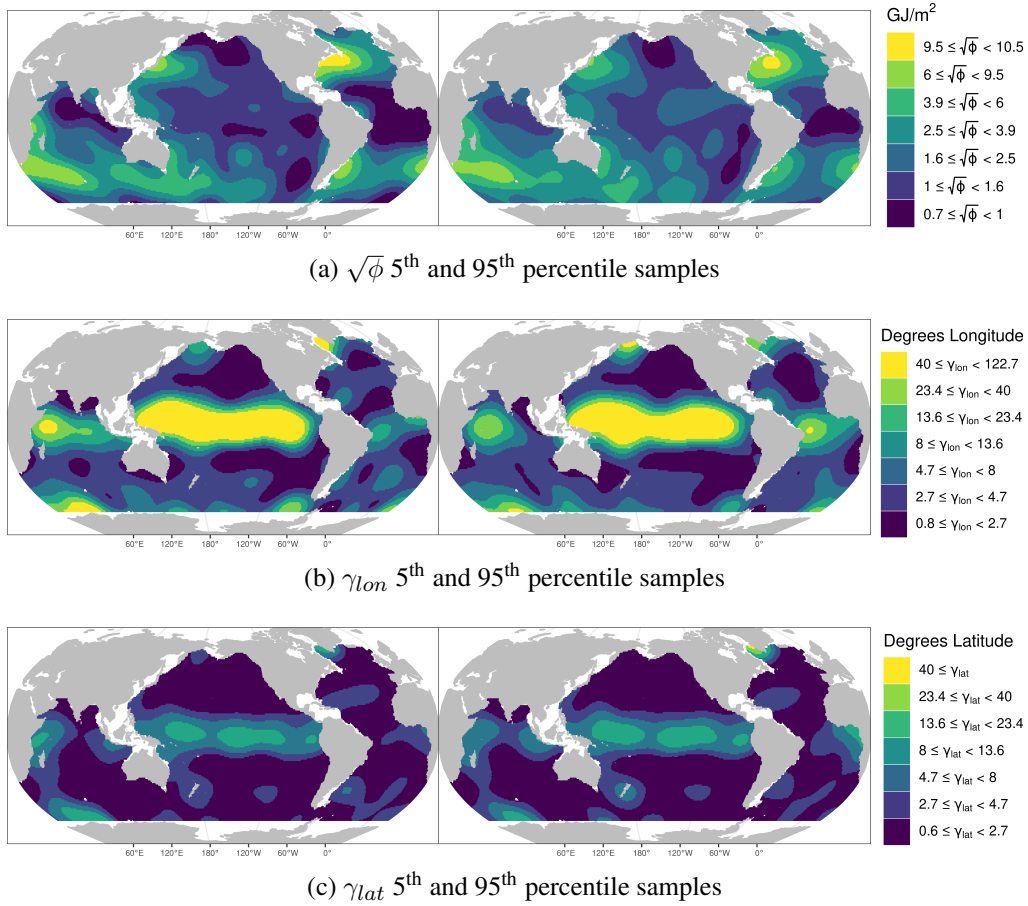 GJ/m²
9.5 ≤ √ϕ < 10.5
6 ≤ √ϕ < 9.5
3.9 ≤ √ϕ < 6
2.5 ≤ √ϕ < 3.9
1.6 ≤ √ϕ < 2.5
1 ≤ √ϕ < 1.6
0.7 ≤ √ϕ < 1
60°E 120°E 180° 120°W 60°W 0° 60°E 120°E 180° 120°W 60°W 0°
(a) √ϕ 5th and 95th percentile samples
Degrees Longitude
40 ≤ γlon < 122.7
23.4 ≤ γlon < 40
13.6 ≤ γlon < 23.4
8 ≤ γlon < 13.6
4.7 ≤ γlon < 8
2.7 ≤ γlon < 4.7
0.8 ≤ γlon < 2.7
60°E 120°E 180° 120°W 60°W 0° 60°E 120°E 180° 120°W 60°W 0°
(b) γlon 5th and 95th percentile samples
Degrees Latitude
40 ≤ γlat
23.4 ≤ γlat < 40
13.6 ≤ γlat < 23.4
8 ≤ γlat < 13.6
4.7 ≤ γlat < 8
2.7 ≤ γlat < 4.7
0.6 ≤ γlat < 2.7
60°E 120°E 180° 120°W 60°W 0° 60°E 120°E 180° 120°W 60°W 0°
(c) γlat 5th and 95th percentile samples